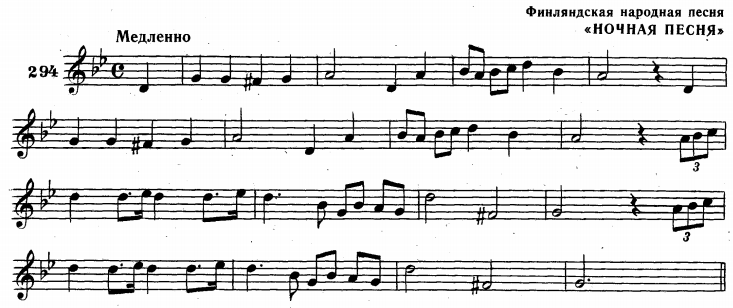 Финляндская народная песня
«НОЧНАЯ ПЕСНЯ»
Медленно
294
3
3